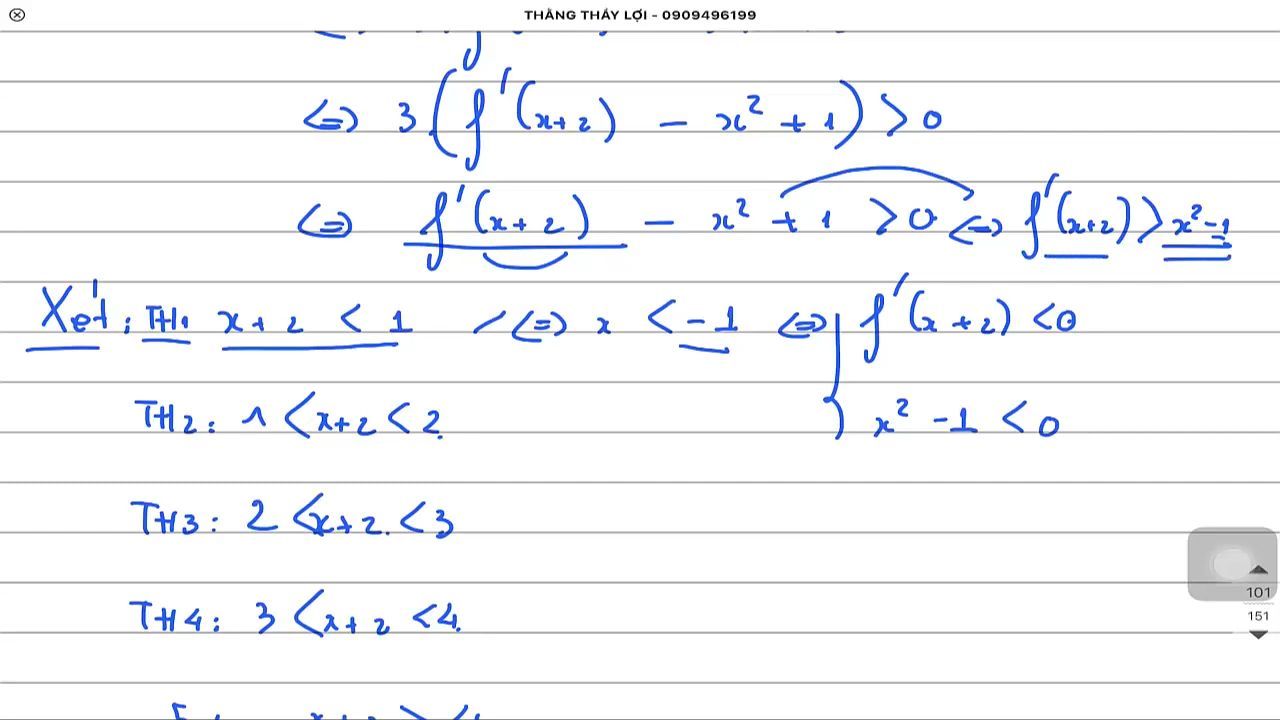 THẰNG THẦY LỢI - 0909496199
<=> 3(f'(x+2) - x² + 1) > 0
<=> f'(x+2) - x² + 1 > 0 <=> f'(x+2) > x²-1
Xét: TH1 x+2 < 1 <=> x < -1 <=> { f'(x+2) < 0
x² -1 < 0
TH2: 1 < x+2 < 2.
TH3: 2 < x+2. < 3
TH4: 3 < x+2 < 4.
101
151